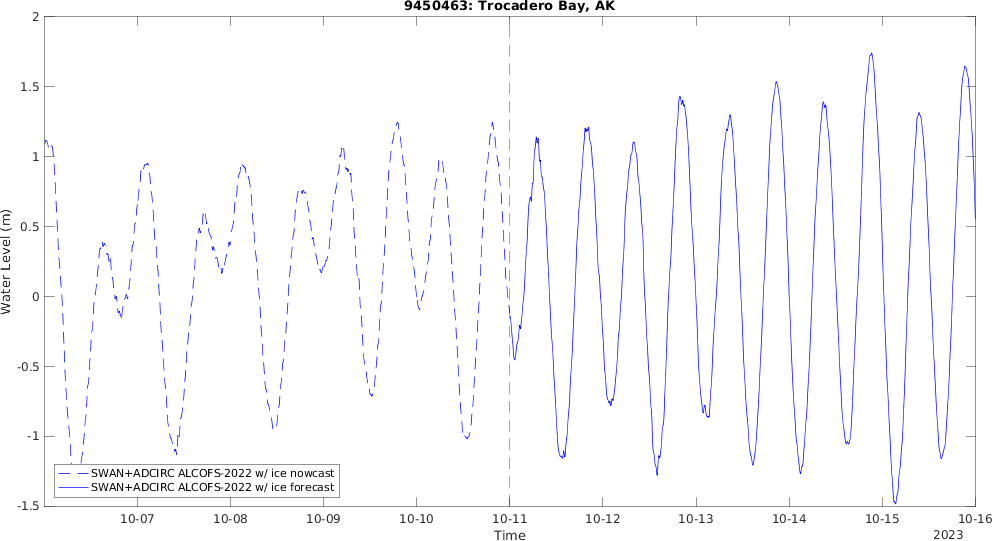 9450463: Trocadero Bay, AK
2
1.5
1
0.5
0
-0.5
-1
-1.5
Water Level (m)
SWAN+ADCIRC ALCOFS-2022 w/ ice nowcast
SWAN+ADCIRC ALCOFS-2022 w/ ice forecast
10-07 10-08 10-09 10-10 10-11 10-12 10-13 10-14 10-15 10-16
Time
2023